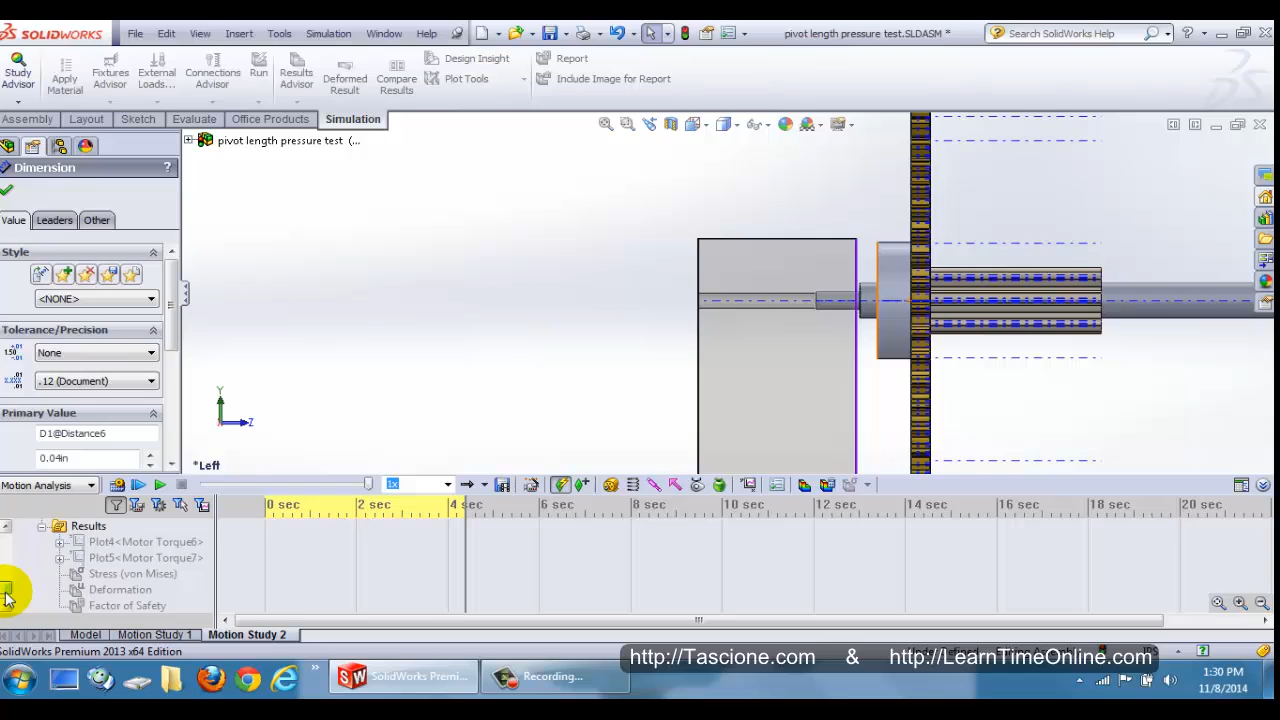 SOLIDWORKS File Edit View Insert Tools Simulation Window Help pivot length pressure test.SLDASM * Search SolidWorks Help
Study Advisor
Apply Material
Fixtures Advisor
External Loads...
Connections Advisor
Run
Results Advisor
Deformed Result
Compare Results
Design Insight
Plot Tools
Report
Include Image for Report
Assembly Layout Sketch Evaluate Office Products Simulation
pivot length pressure test (...
Dimension ?
Value Leaders Other
Style
<NONE>
Tolerance/Precision
None
.12 (Document)
Primary Value
D1@Distance6
0.04in
Y
Z
*Left
Motion Analysis 1x
0 sec 2 sec 4 sec 6 sec 8 sec 10 sec 12 sec 14 sec 16 sec 18 sec 20 sec
Results
Plot4<Motor Torque6>
Plot5<Motor Torque7>
Stress (von Mises)
Deformation
Factor of Safety
Model Motion Study 1 Motion Study 2
SolidWorks Premium 2013 x64 Edition
http://Tascione.com & http://LearnTimeOnline.com
SolidWorks Premi...
Recording...
1:30 PM
11/8/2014